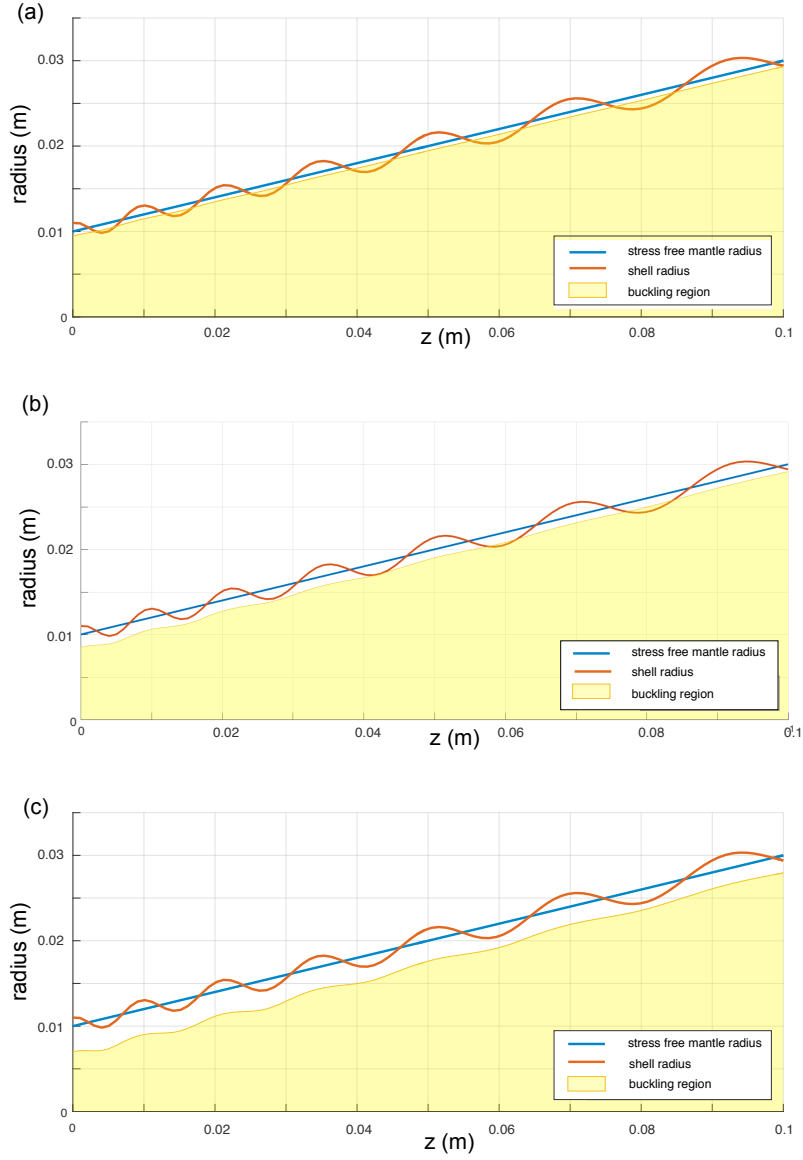 (a)
radius (m)
0.03
0.02
0.01
0
stress free mantle radius
shell radius
buckling region
0
0.02
0.04
0.06
0.08
0.1
z (m)
(b)
radius (m)
0.03
0.02
0.01
0
stress free mantle radius
shell radius
buckling region
0
0.02
0.04
0.06
0.08
0.1
z (m)
(c)
radius (m)
0.03
0.02
0.01
0
stress free mantle radius
shell radius
buckling region
0
0.02
0.04
0.06
0.08
0.1
z (m)